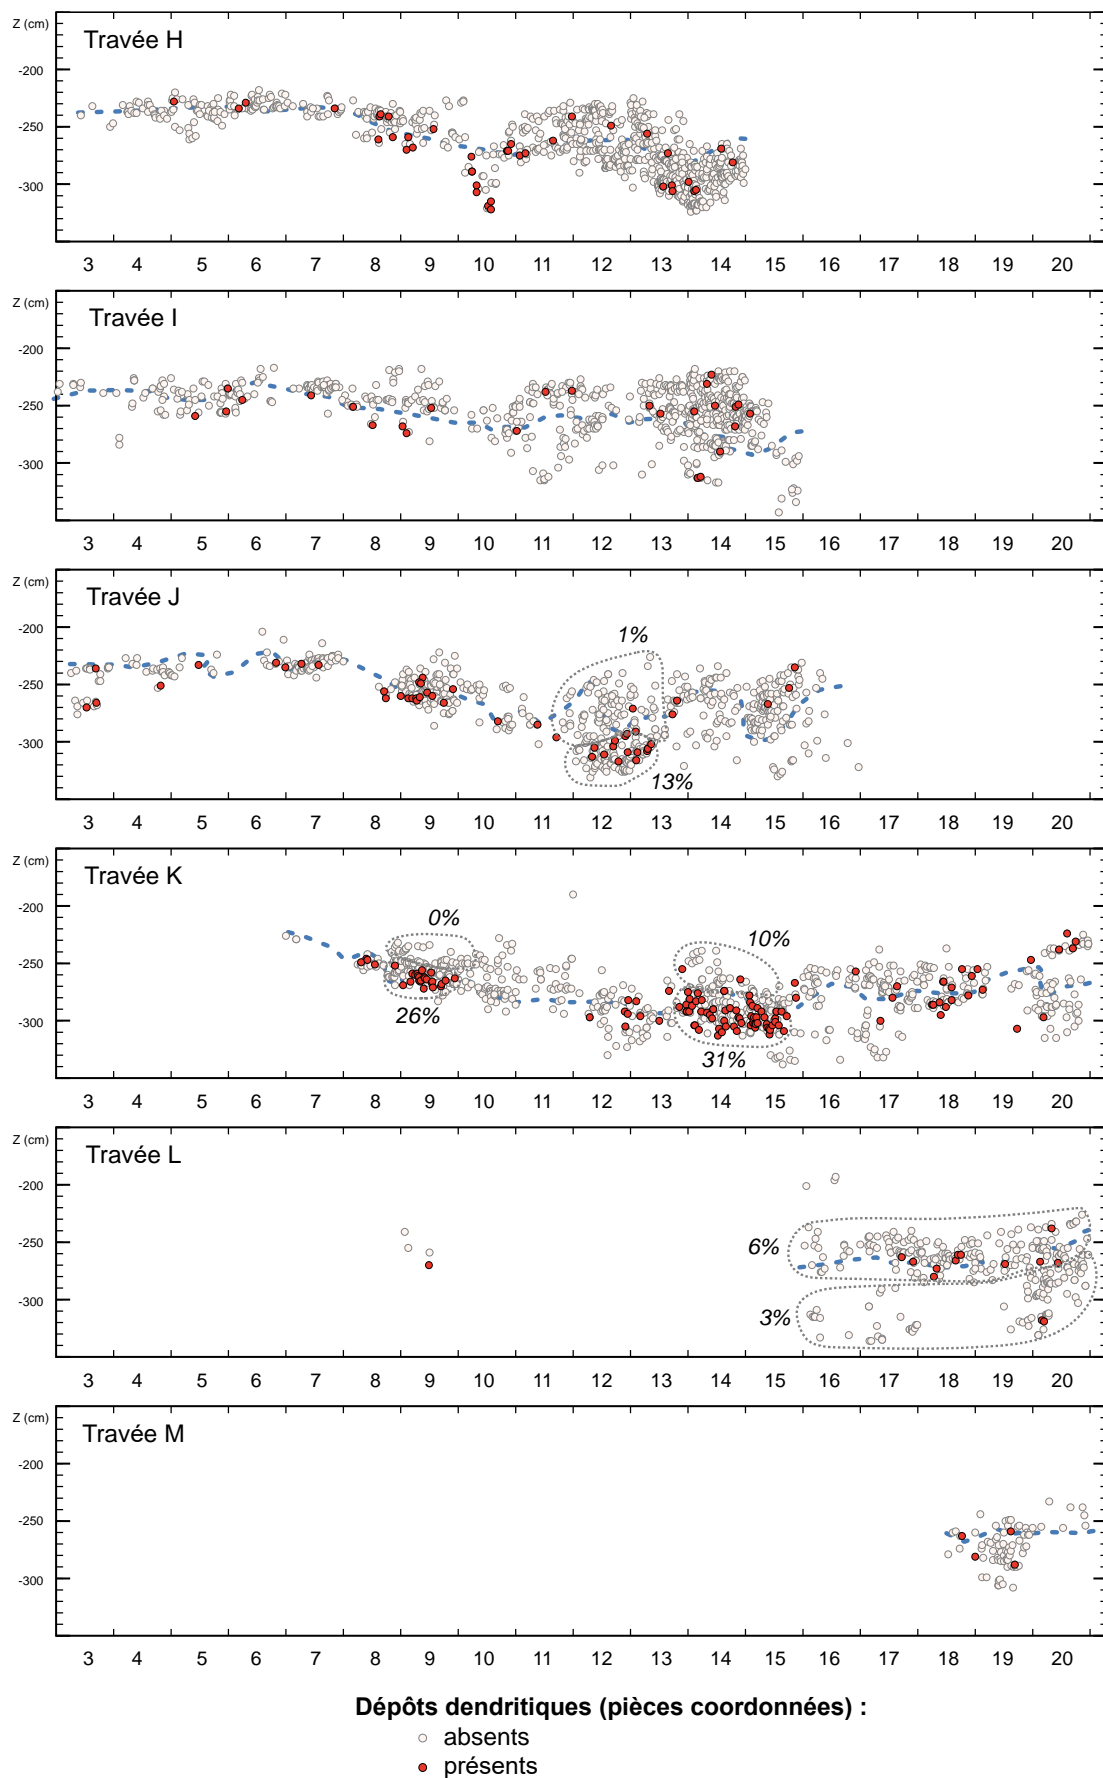 Z (cm)
Travée H
-200
-250
-300
3 4 5 6 7 8 9 10 11 12 13 14 15 16 17 18 19 20
Z (cm)
Travée I
-200
-250
-300
3 4 5 6 7 8 9 10 11 12 13 14 15 16 17 18 19 20
Z (cm)
Travée J
-200
1%
-250
-300
13%
3 4 5 6 7 8 9 10 11 12 13 14 15 16 17 18 19 20
Z (cm)
Travée K
-200
0%
10%
-250
-300
26%
31%
3 4 5 6 7 8 9 10 11 12 13 14 15 16 17 18 19 20
Z (cm)
Travée L
-200
-250
6%
-300
3%
3 4 5 6 7 8 9 10 11 12 13 14 15 16 17 18 19 20
Z (cm)
Travée M
-200
-250
-300
3 4 5 6 7 8 9 10 11 12 13 14 15 16 17 18 19 20
Dépôts dendritiques (pièces coordonnées) :
absents
présents